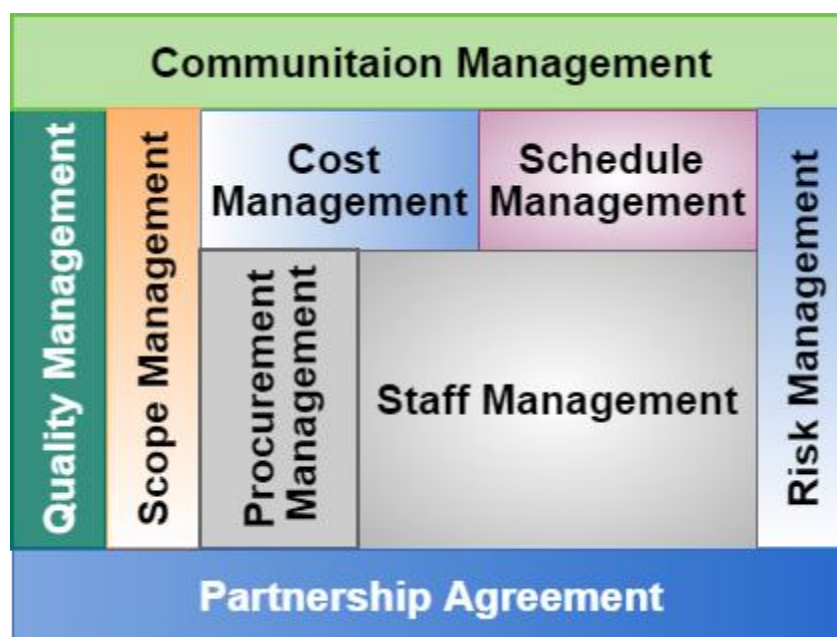 Communitaion Management
Quality Management
Scope Management
Cost
Management
Schedule
Management
Procurement
Management
Staff Management
Risk Management
Partnership Agreement